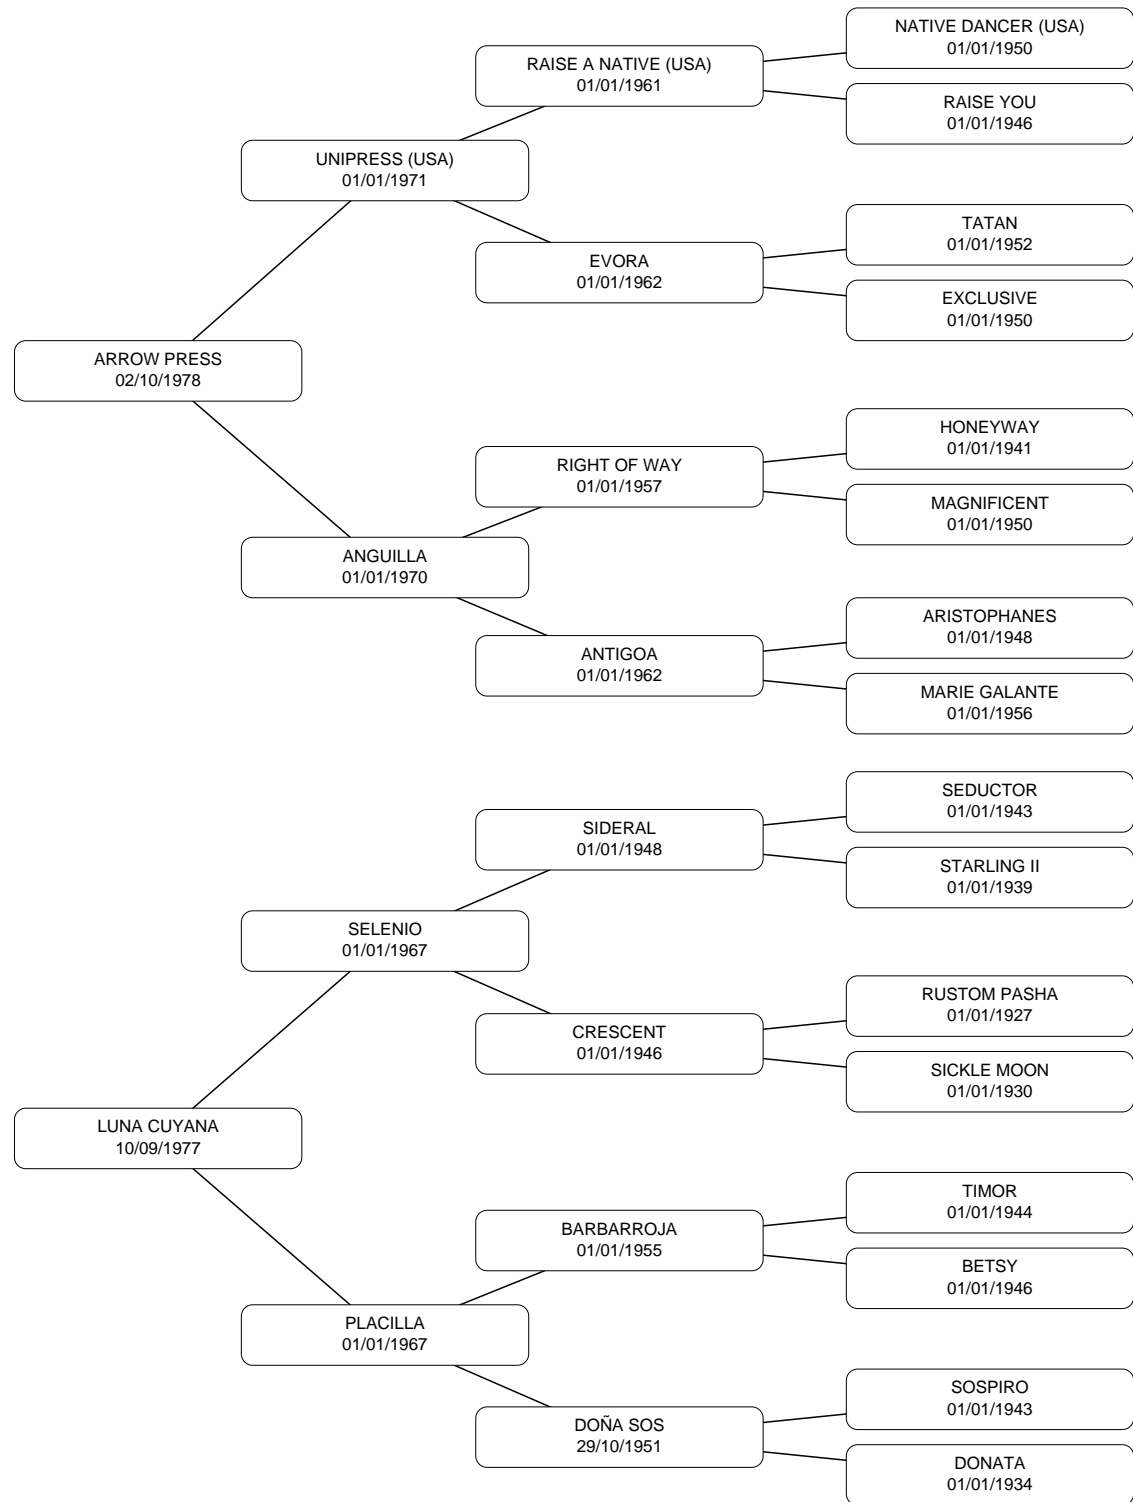 NATIVE DANCER (USA)
01/01/1950
RAISE A NATIVE (USA)
01/01/1961
RAISE YOU
01/01/1946
UNIPRESS (USA)
01/01/1971
TATAN
01/01/1952
EVORA
01/01/1962
EXCLUSIVE
01/01/1950
ARROW PRESS
02/10/1978
HONEYWAY
01/01/1941
RIGHT OF WAY
01/01/1957
MAGNIFICENT
01/01/1950
ANGUILLA
01/01/1970
ARISTOPHANES
01/01/1948
ANTIGOA
01/01/1962
MARIE GALANTE
01/01/1956
SEDUCTOR
01/01/1943
SIDERAL
01/01/1948
STARLING II
01/01/1939
SELENIO
01/01/1967
RUSTOM PASHA
01/01/1927
CRESCENT
01/01/1946
SICKLE MOON
01/01/1930
LUNA CUYANA
10/09/1977
TIMOR
01/01/1944
BARBARROJA
01/01/1955
BETSY
01/01/1946
PLACILLA
01/01/1967
SOSPIRO
01/01/1943
DOÑA SOS
29/10/1951
DONATA
01/01/1934